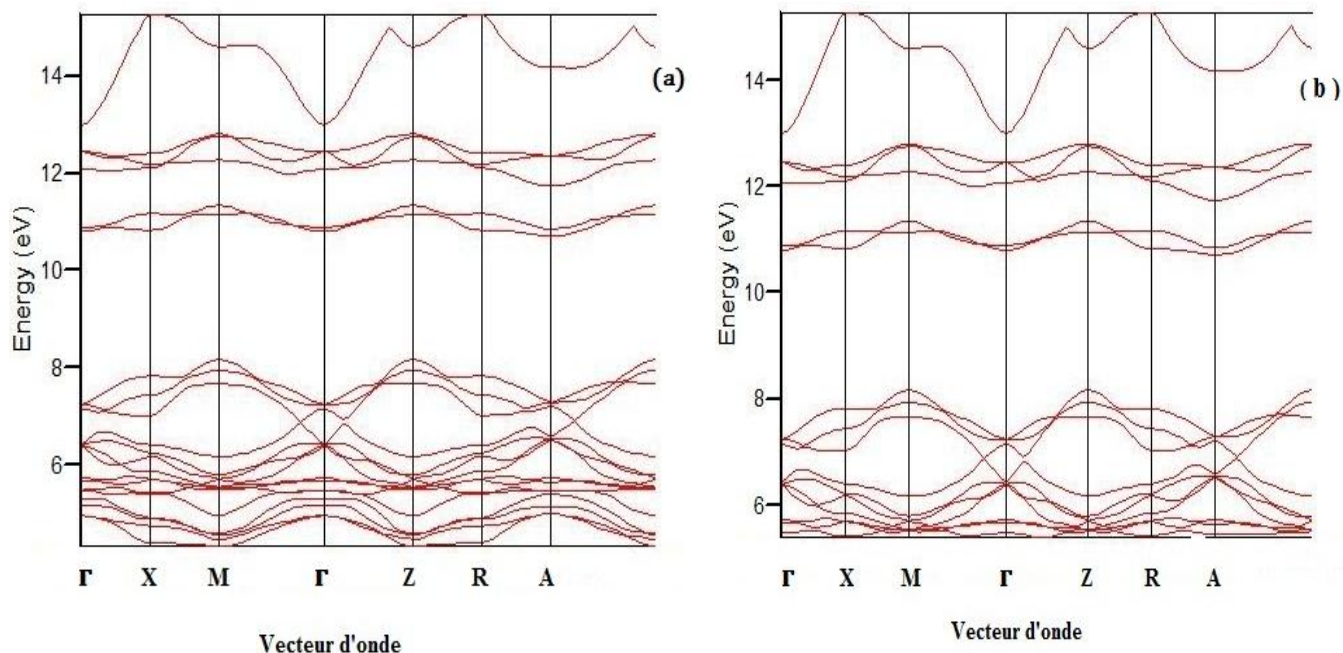 (a)
Energy (eV)
14
12
10
8
6
Γ X M Γ Z R A
Vecteur d'onde
( b )
Energy (eV)
14
12
10
8
6
Γ X M Γ Z R A
Vecteur d'onde